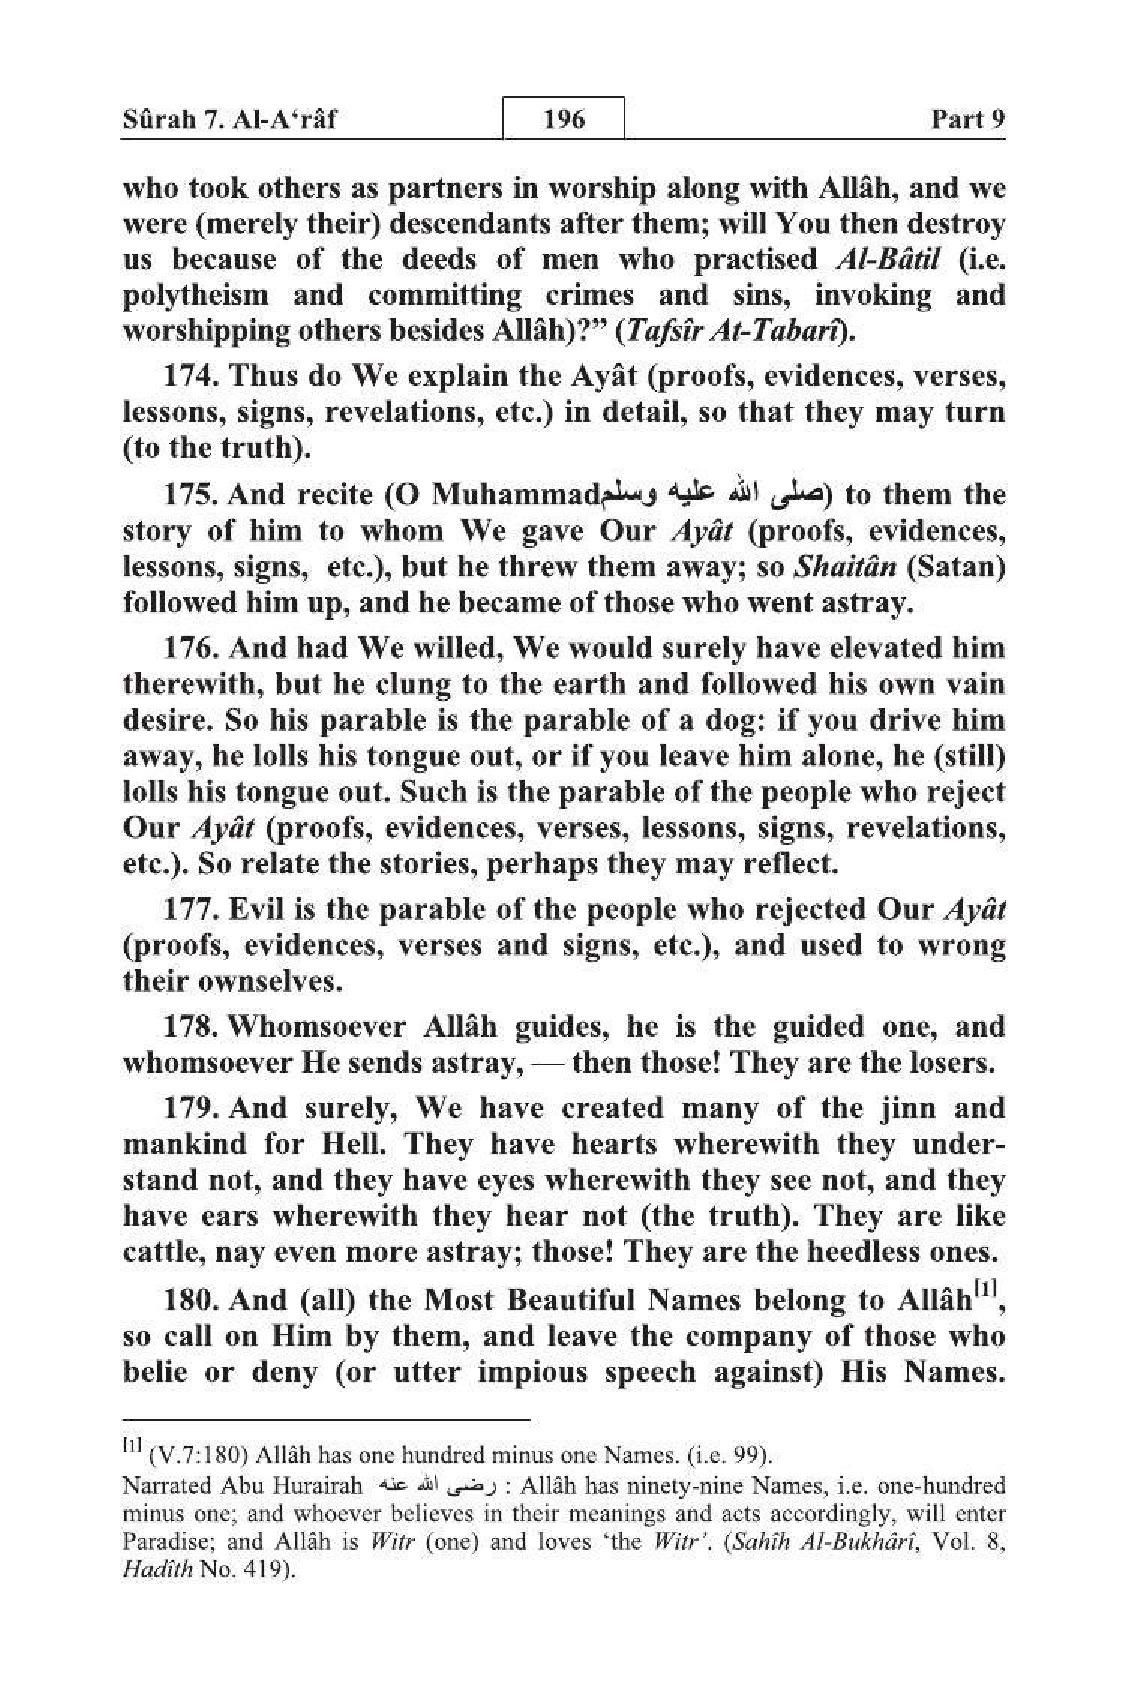 Sûrah 7. Al-A‘râf 196 Part 9
who took others as partners in worship along with Allâh, and we
were (merely their) descendants after them; will You then destroy
us because of the deeds of men who practised Al-Bâtil (i.e.
polytheism and committing crimes and sins, invoking and
worshipping others besides Allâh)?” (Tafsîr At-Tabarî).
174. Thus do We explain the Ayât (proofs, evidences, verses,
lessons, signs, revelations, etc.) in detail, so that they may turn
(to the truth).
175. And recite (O Muhammad صلى الله عليه وسلم) to them the
story of him to whom We gave Our Ayât (proofs, evidences,
lessons, signs, etc.), but he threw them away; so Shaitân (Satan)
followed him up, and he became of those who went astray.
176. And had We willed, We would surely have elevated him
therewith, but he clung to the earth and followed his own vain
desire. So his parable is the parable of a dog: if you drive him
away, he lolls his tongue out, or if you leave him alone, he (still)
lolls his tongue out. Such is the parable of the people who reject
Our Ayât (proofs, evidences, verses, lessons, signs, revelations,
etc.). So relate the stories, perhaps they may reflect.
177. Evil is the parable of the people who rejected Our Ayât
(proofs, evidences, verses and signs, etc.), and used to wrong
their ownselves.
178. Whomsoever Allâh guides, he is the guided one, and
whomsoever He sends astray, — then those! They are the losers.
179. And surely, We have created many of the jinn and
mankind for Hell. They have hearts wherewith they under-
stand not, and they have eyes wherewith they see not, and they
have ears wherewith they hear not (the truth). They are like
cattle, nay even more astray; those! They are the heedless ones.
180. And (all) the Most Beautiful Names belong to Allâh[1],
so call on Him by them, and leave the company of those who
belie or deny (or utter impious speech against) His Names.
[1] (V.7:180) Allâh has one hundred minus one Names. (i.e. 99).
Narrated Abu Hurairah رضى الله عنه : Allâh has ninety-nine Names, i.e. one-hundred
minus one; and whoever believes in their meanings and acts accordingly, will enter
Paradise; and Allâh is Witr (one) and loves ‘the Witr’. (Sahîh Al-Bukhârî, Vol. 8,
Hadîth No. 419).